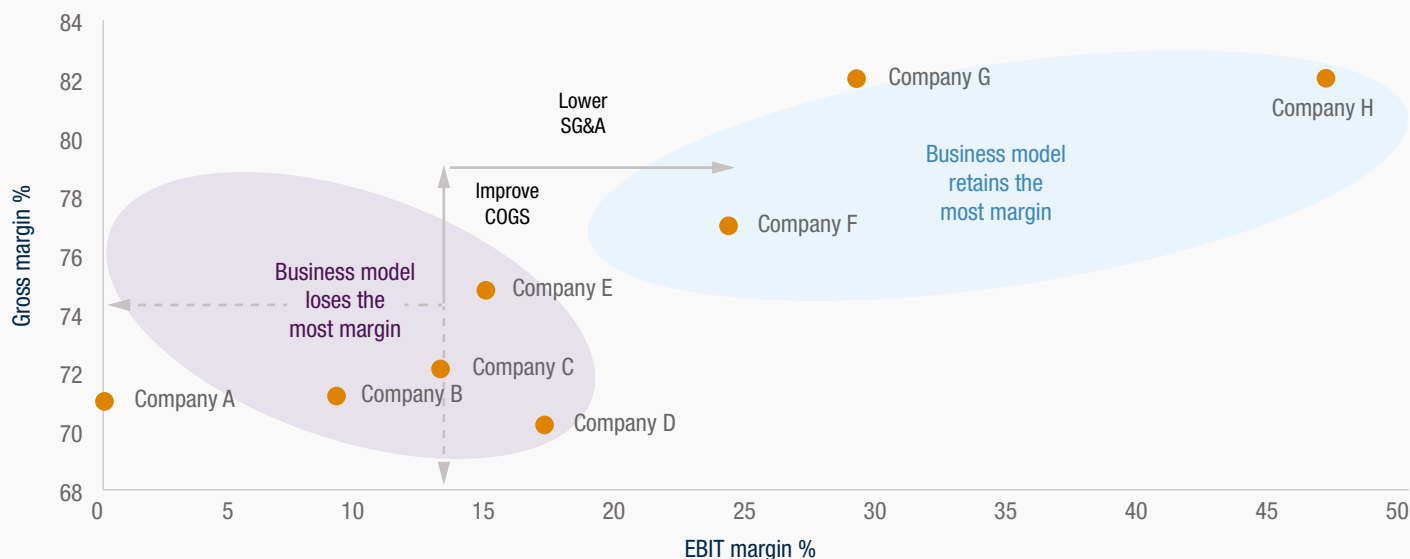 84
82
80
78
76
74
72
70
68
Gross margin %
Company G
Company H
Lower
SG&A
Improve
COGS
Business model
retains the
most margin
Company F
Business model
loses the
most margin
Company E
Company C
Company B
Company A
Company D
0 5 10 15 20 25 30 35 40 45 50
EBIT margin %